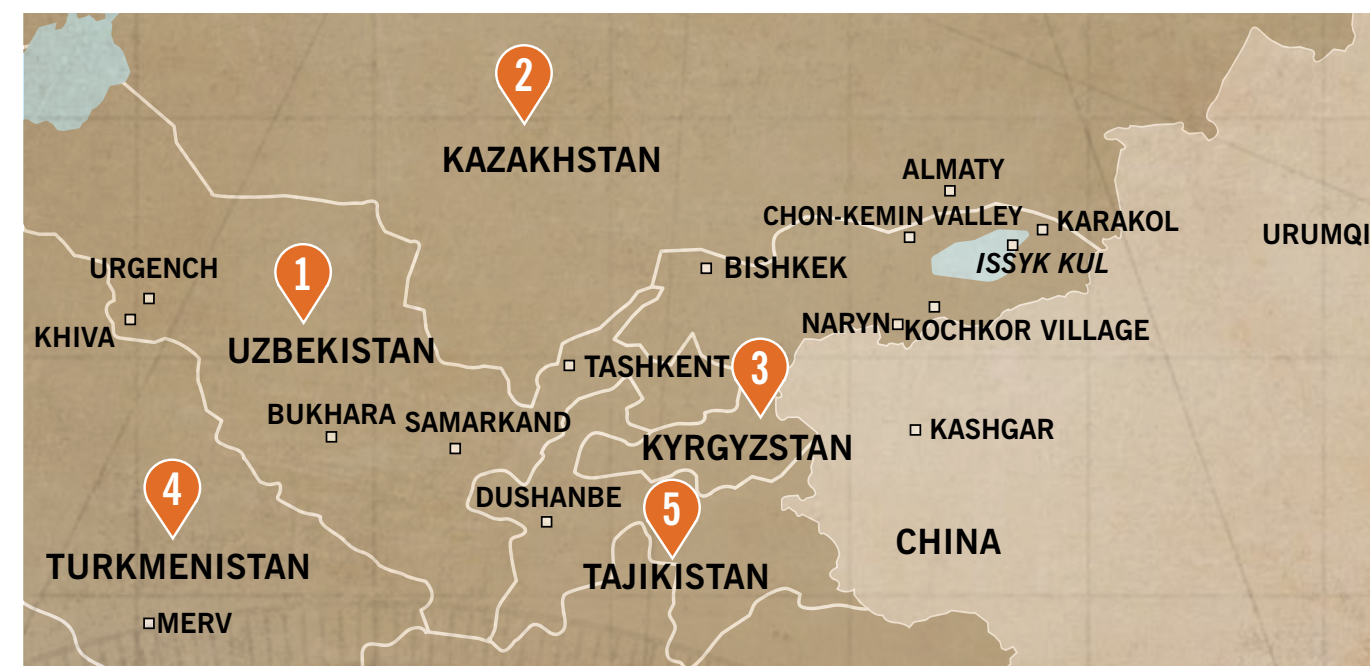 2
KAZAKHSTAN
ALMATY
CHON-KEMIN VALLEY
KARAKOL
URUMQI
ISSYK KUL
BISHKEK
URGENCH
1
KHIVA
UZBEKISTAN
NARYN
KOCHKOR VILLAGE
TASHKENT
3
BUKHARA
SAMARKAND
KASHGAR
KYRGYZSTAN
4
DUSHANBE
5
CHINA
TURKMENISTAN
TAJIKISTAN
MERV